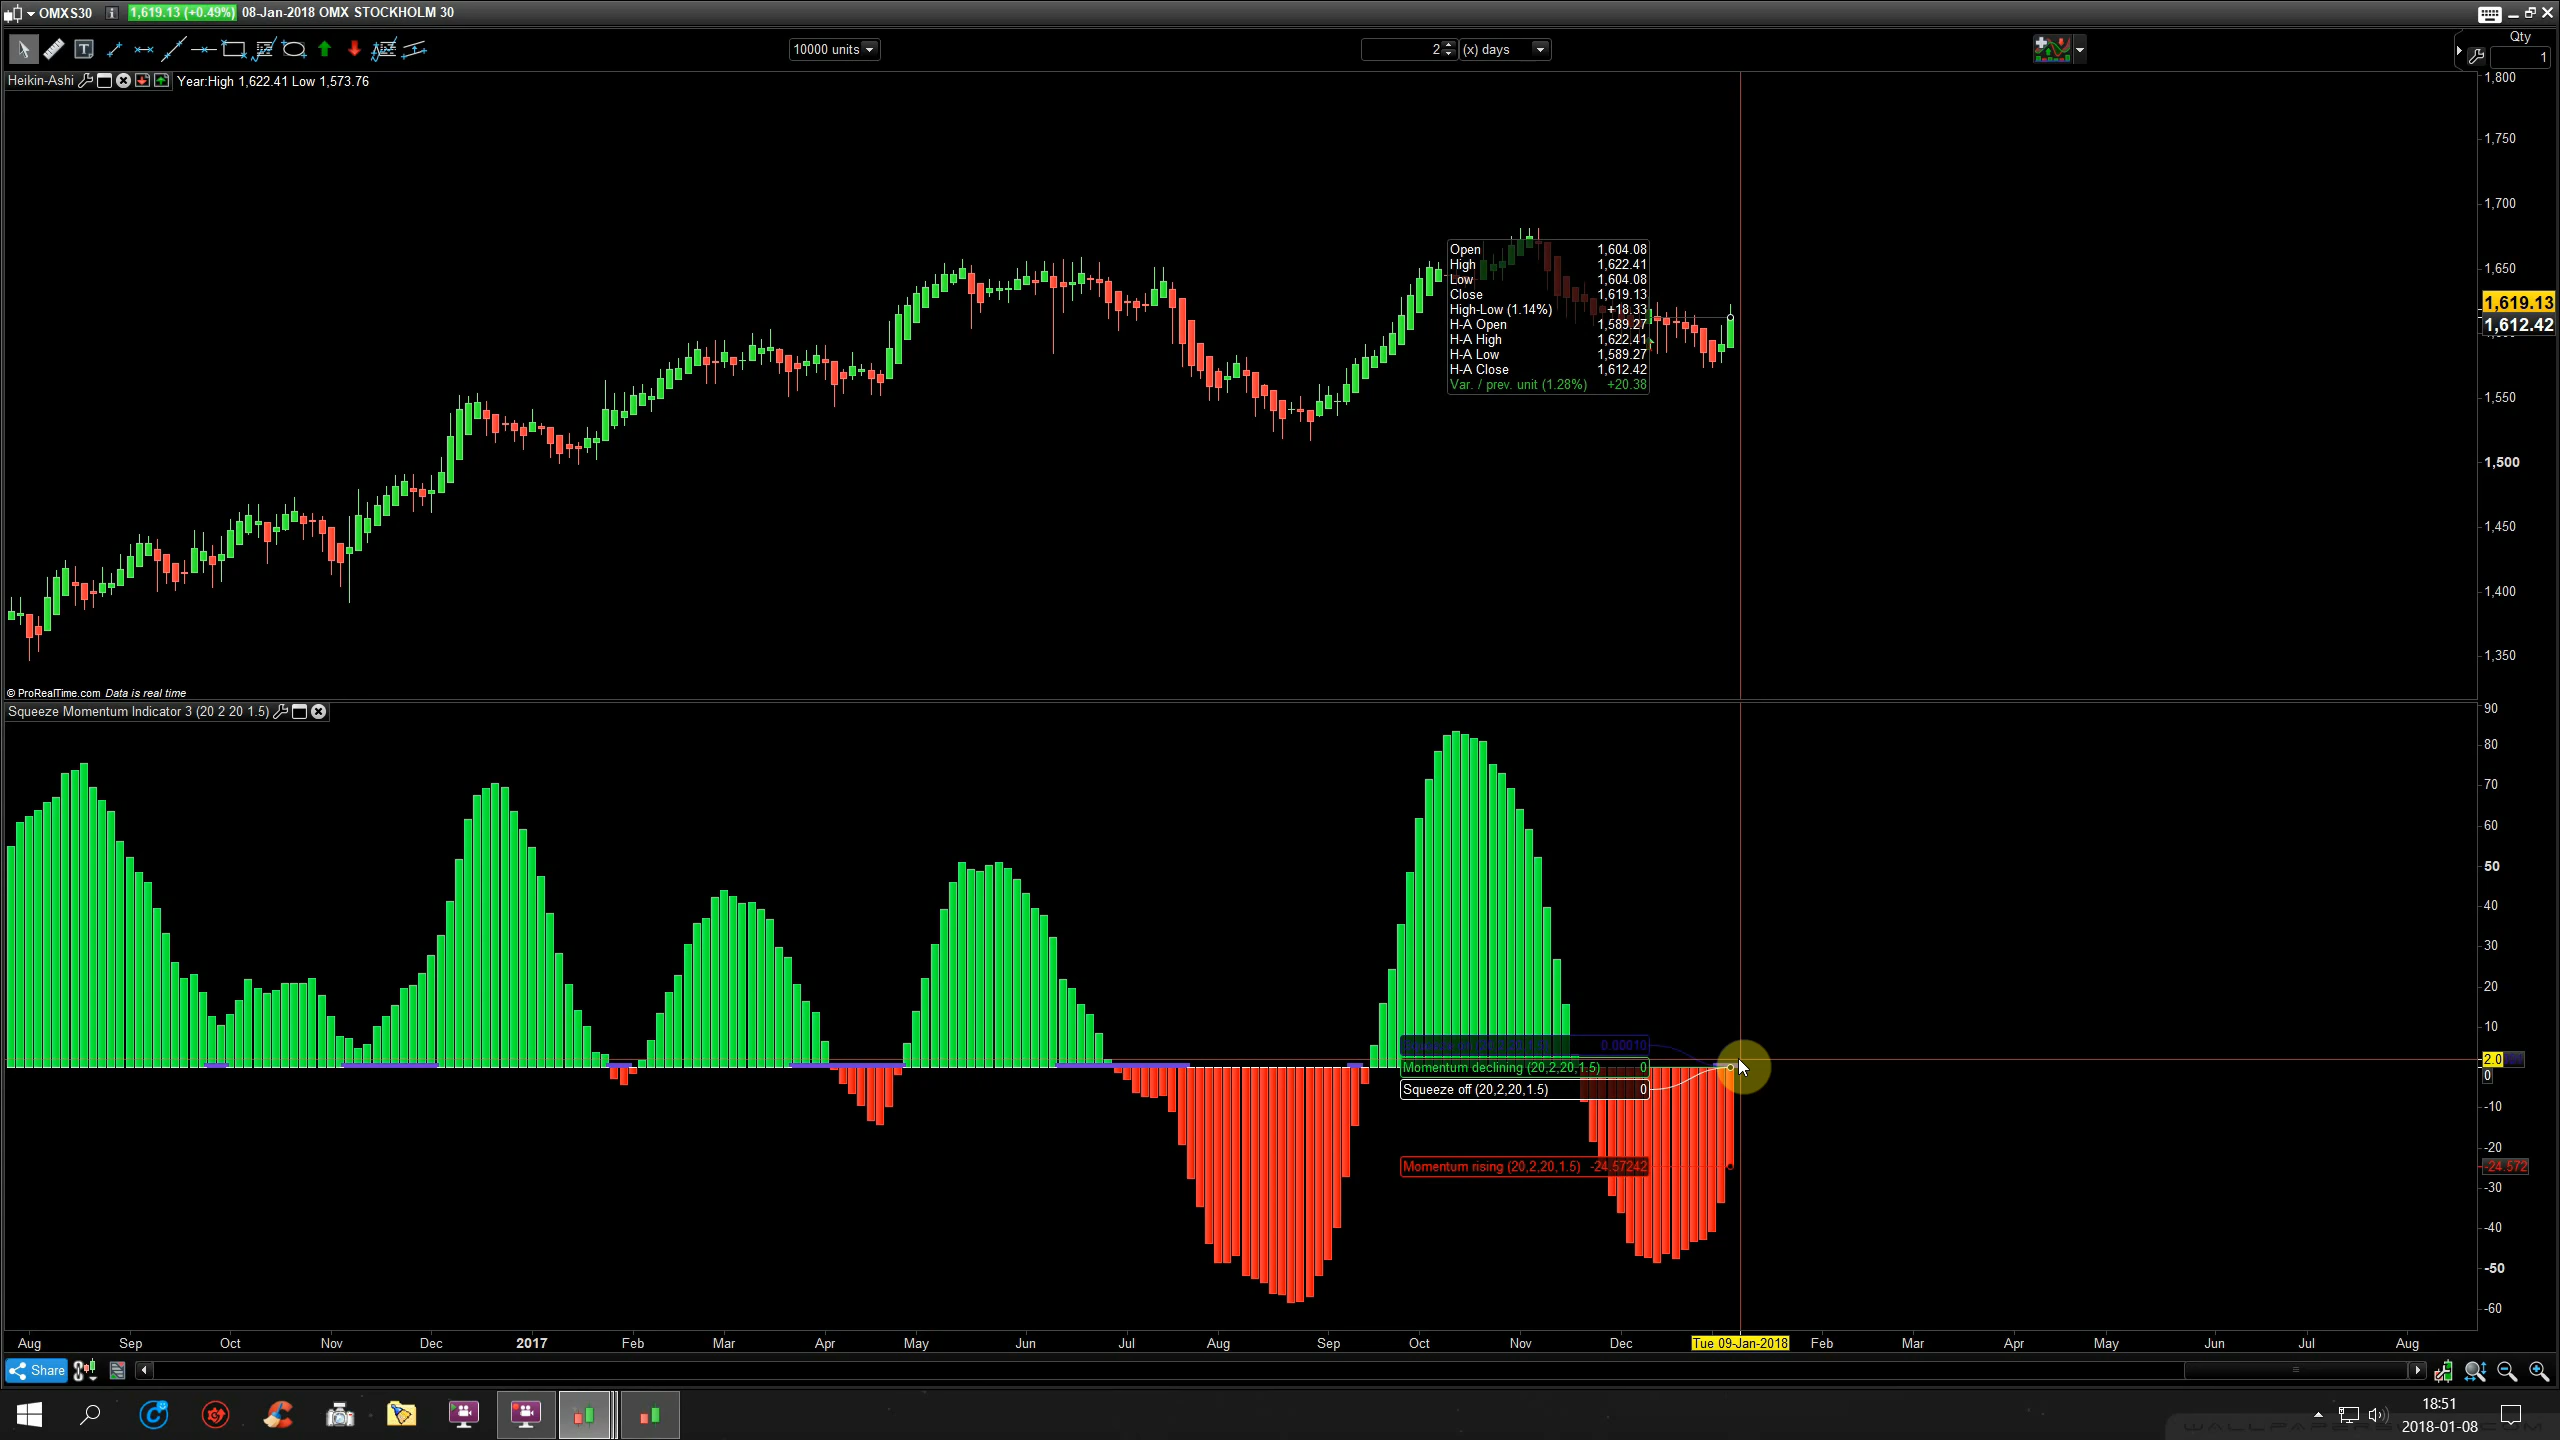 OMXS30 i 1,619.13 (+0.49%) 08-Jan-2018 OMX STOCKHOLM 30
10000 units
2 (x) days
Qty
1
Heikin-Ashi Year:High 1,622.41 Low 1,573.76
1,800
1,750
1,700
1,650
1,619.13
1,612.42
1,550
1,500
1,450
1,400
1,350
Open 1,604.08
High 1,622.41
Low 1,604.08
Close 1,619.13
High-Low (1.14%) +18.33
H-A Open 1,589.27
H-A High 1,622.41
H-A Low 1,589.27
H-A Close 1,612.42
Var. / prev. unit (1.28%) +20.38
© ProRealTime.com Data is real time
Squeeze Momentum Indicator 3 (20 2 20 1.5)
90
80
70
60
50
40
30
20
10
2.0
0
-10
-20
-24.572
-30
-40
-50
-60
0.00010
Momentum declining (20,2,20,1.5) 0
Squeeze off (20,2,20,1.5) 0
Momentum rising (20,2,20,1.5) -24.57242
Aug Sep Oct Nov Dec 2017 Feb Mar Apr May Jun Jul Aug Sep Oct Nov Dec Tue 09-Jan-2018 Feb Mar Apr May Jun Jul Aug
Share
18:51
2018-01-08